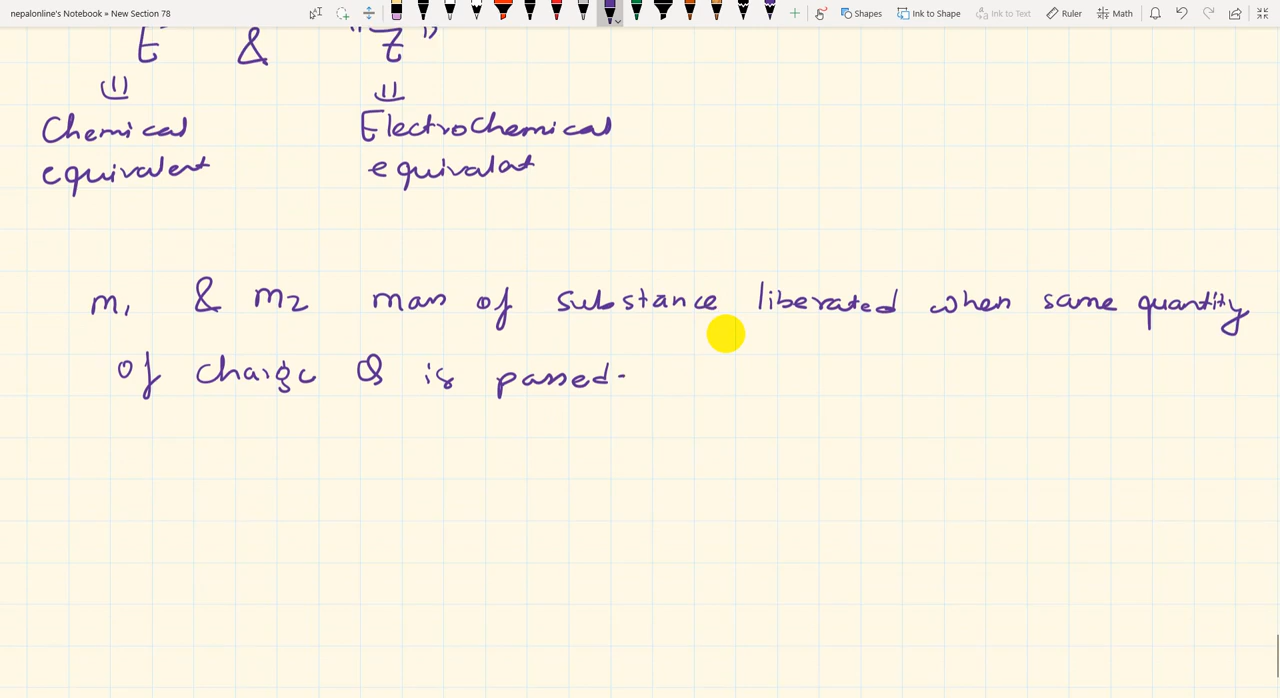 nepalonline's Notebook » New Section 78
Shapes Ink to Shape Ink to Text Ruler Math
E & "Z"
Chemical Electrochemical
equivalent equivalat
m1 & m2 mass of substance liberated when same quantity
of charge Q is passed.